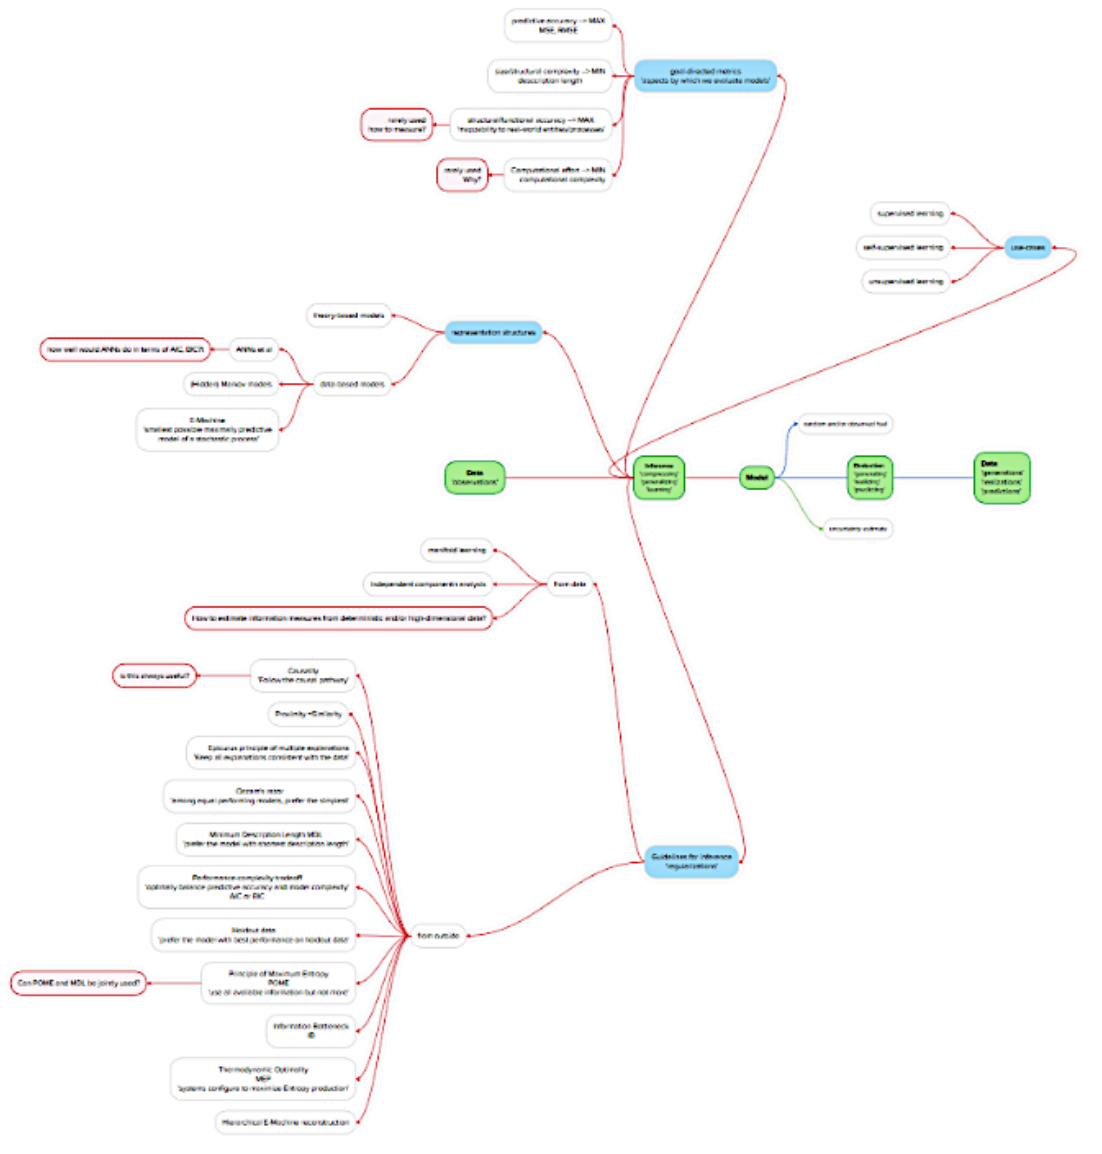 predictive accuracy --> MAX
MSE, RMSE
size/structural complexity --> MIN
description length
structure/functional accuracy --> MAX
'mappability to real-world entities/processes'
rarely used
how to measure?
Computational effort --> MIN
computational complexity
rarely used
Why?
goal-directed metrics
'aspects by which we evaluate models'
supervised learning
self-supervised learning
unsupervised learning
use-cases
theory-based models
representation structures
how well would ANNs do in terms of AIC, BIC?
ANNs et al
(Hidden) Markov models
data-based models
E-Machine
'smallest possible maximally predictive
model of a stochastic process'
Data
'observations'
Inference
'compressing'
'generalizing'
'learning'
Model
random and/or observed
Deduction
'generating'
'realizing'
'predicting'
Data
'generations'
'realizations'
'predictions'
uncertainty estimate
manifold learning
Independent component analysis
from data
How to estimate information measures from deterministic and/or high-dimensional data?
Is this always useful?
Causality
'Follow the causal pathway'
Proximity =Similarity
Epicurus principle of multiple explanations
'Keep all explanations consistent with the data'
Occam's razor
'among equal performing models, prefer the simplest'
Minimum Description Length MDL
'prefer the model with shortest description length'
Performance-complexity tradeoff
'optimally balance predictive accuracy and model complexity'
AIC or BIC
Holdout data
'prefer the model with best performance on holdout data'
from outside
Guidelines for Inference
'regularizations'
Can POME and MDL be jointly used?
Principle of Maximum Entropy
POME
'use all available information but not more'
Information Bottleneck
IB
Thermodynamic Optimality
MEP
'systems configure to maximize Entropy production'
Hierarchical E-Machine reconstruction